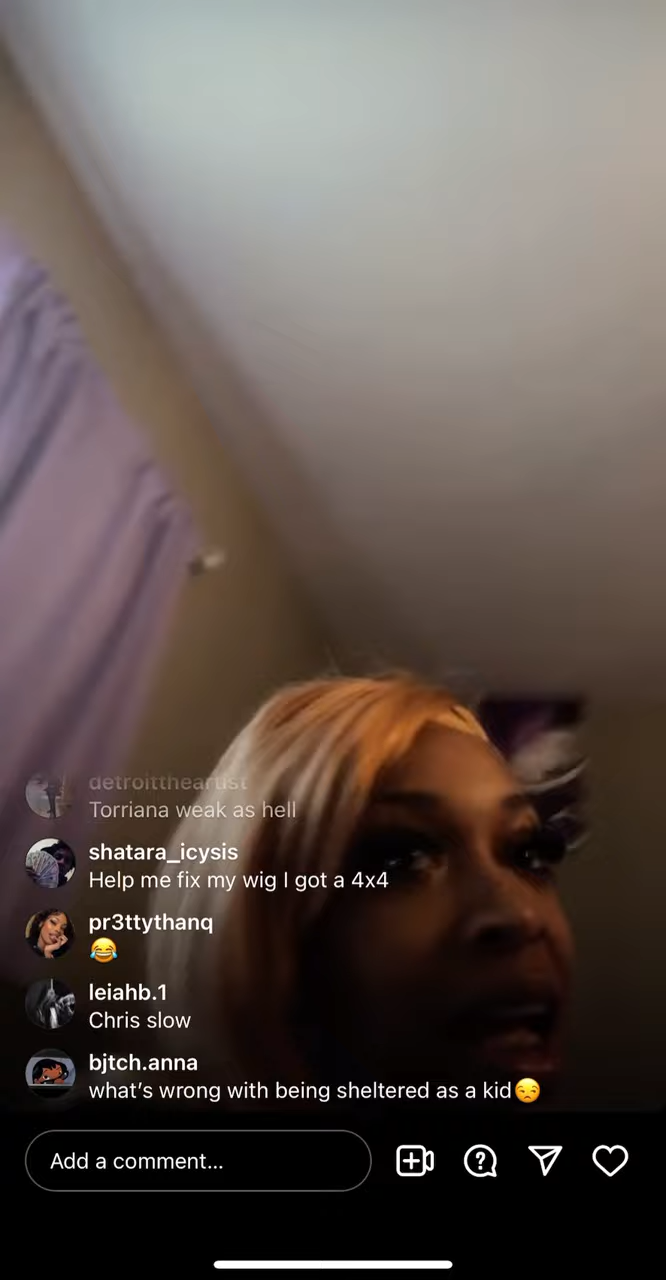 detroittheartist
Torriana weak as hell
shatara_icysis
Help me fix my wig I got a 4x4
pr3ttythanq
😂
leiahb.1
Chris slow
bjtch.anna
what's wrong with being sheltered as a kid😒
Add a comment...